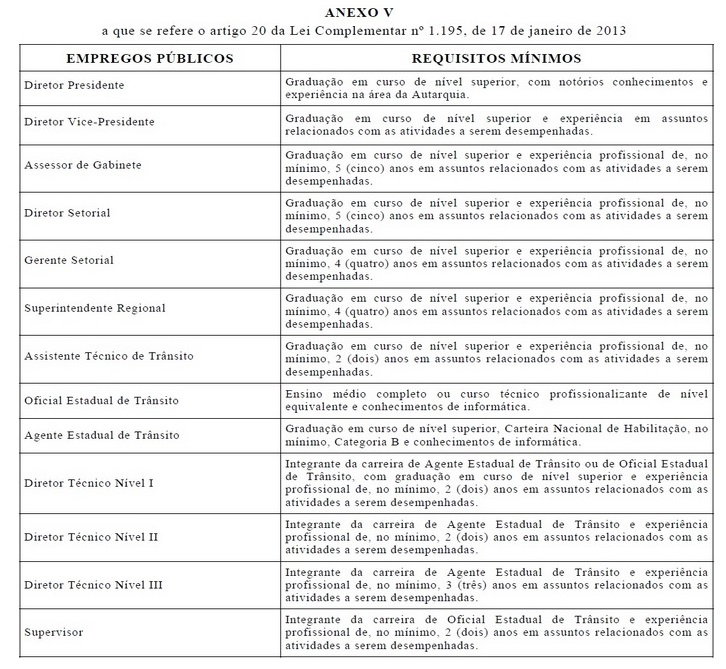 ANEXO V
a que se refere o artigo 20 da Lei Complementar nº 1.195, de 17 de janeiro de 2013
EMPREGOS PÚBLICOS
REQUISITOS MÍNIMOS
Diretor Presidente
Graduação em curso de nível superior, com notórios conhecimentos e
experiência na área da Autarquia.
Diretor Vice-Presidente
Graduação em curso de nível superior e experiência em assuntos
relacionados com as atividades a serem desempenhadas.
Assessor de Gabinete
Graduação em curso de nível superior e experiência profissional de, no
mínimo, 5 (cinco) anos em assuntos relacionados com as atividades a serem
desempenhadas.
Diretor Setorial
Graduação em curso de nível superior e experiência profissional de, no
mínimo, 5 (cinco) anos em assuntos relacionados com as atividades a serem
desempenhadas.
Gerente Setorial
Graduação em curso de nível superior e experiência profissional de, no
mínimo, 4 (quatro) anos em assuntos relacionados com as atividades a serem
desempenhadas.
Superintendente Regional
Graduação em curso de nível superior e experiência profissional de, no
mínimo, 4 (quatro) anos em assuntos relacionados com as atividades a serem
desempenhadas.
Assistente Técnico de Trânsito
Graduação em curso de nível superior e experiência profissional de, no
mínimo, 2 (dois) anos em assuntos relacionados com as atividades a serem
desempenhadas.
Oficial Estadual de Trânsito
Ensino médio completo ou curso técnico profissionalizante de nível
equivalente e conhecimentos de informática.
Agente Estadual de Trânsito
Graduação em curso de nível superior, Carteira Nacional de Habilitação, no
mínimo, Categoria B e conhecimentos de informática.
Diretor Técnico Nível I
Integrante da carreira de Agente Estadual de Trânsito ou de Oficial Estadual
de Trânsito, com graduação em curso de nível superior e experiência
profissional de, no mínimo, 2 (dois) anos em assuntos relacionados com as
atividades a serem desempenhadas.
Diretor Técnico Nível II
Integrante da carreira de Agente Estadual de Trânsito e experiência
profissional de, no mínimo, 2 (dois) anos em assuntos relacionados com as
atividades a serem desempenhadas.
Diretor Técnico Nível III
Integrante da carreira de Agente Estadual de Trânsito e experiência
profissional de, no mínimo, 3 (três) anos em assuntos relacionados com as
atividades a serem desempenhadas.
Supervisor
Integrante da carreira de Oficial Estadual de Trânsito e experiência
profissional de, no mínimo, 2 (dois) anos em assuntos relacionados com as
atividades a serem desempenhadas.